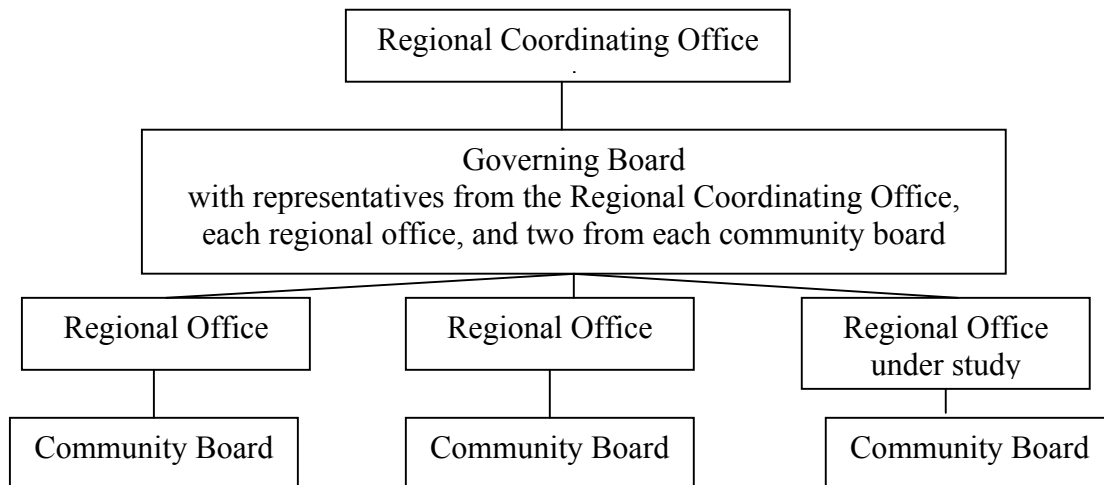 Regional Coordinating Office
.
Governing Board
with representatives from the Regional Coordinating Office,
each regional office, and two from each community board
Regional Office
Regional Office
Regional Office
under study
Community Board
Community Board
Community Board